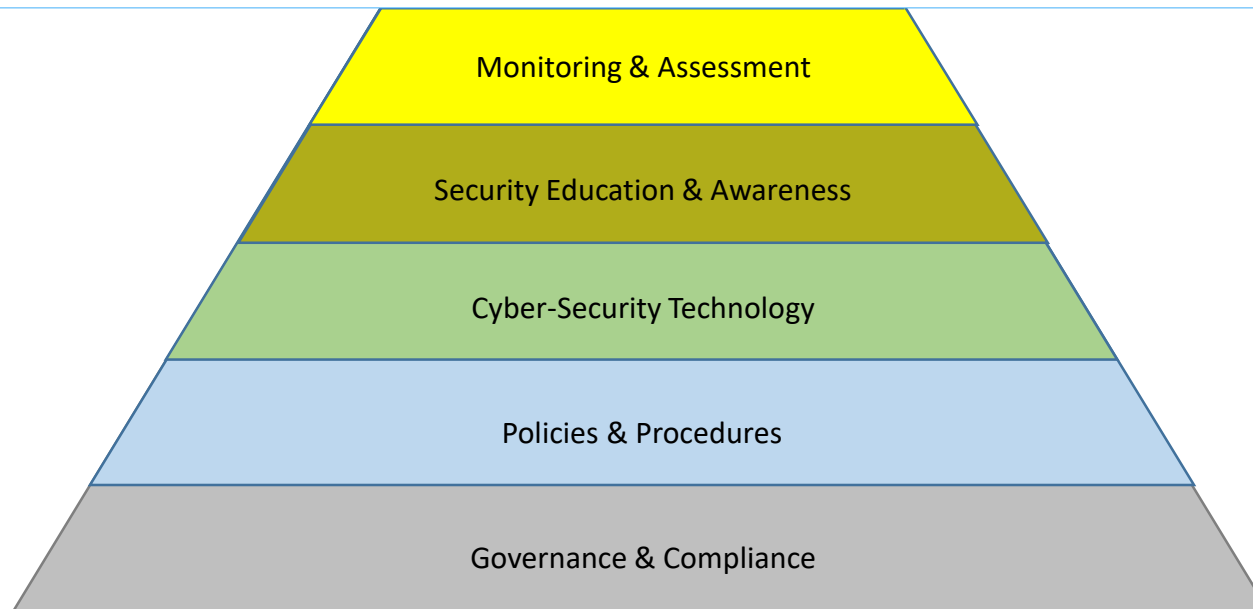 Monitoring & Assessment
Security Education & Awareness
Cyber-Security Technology
Policies & Procedures
Governance & Compliance